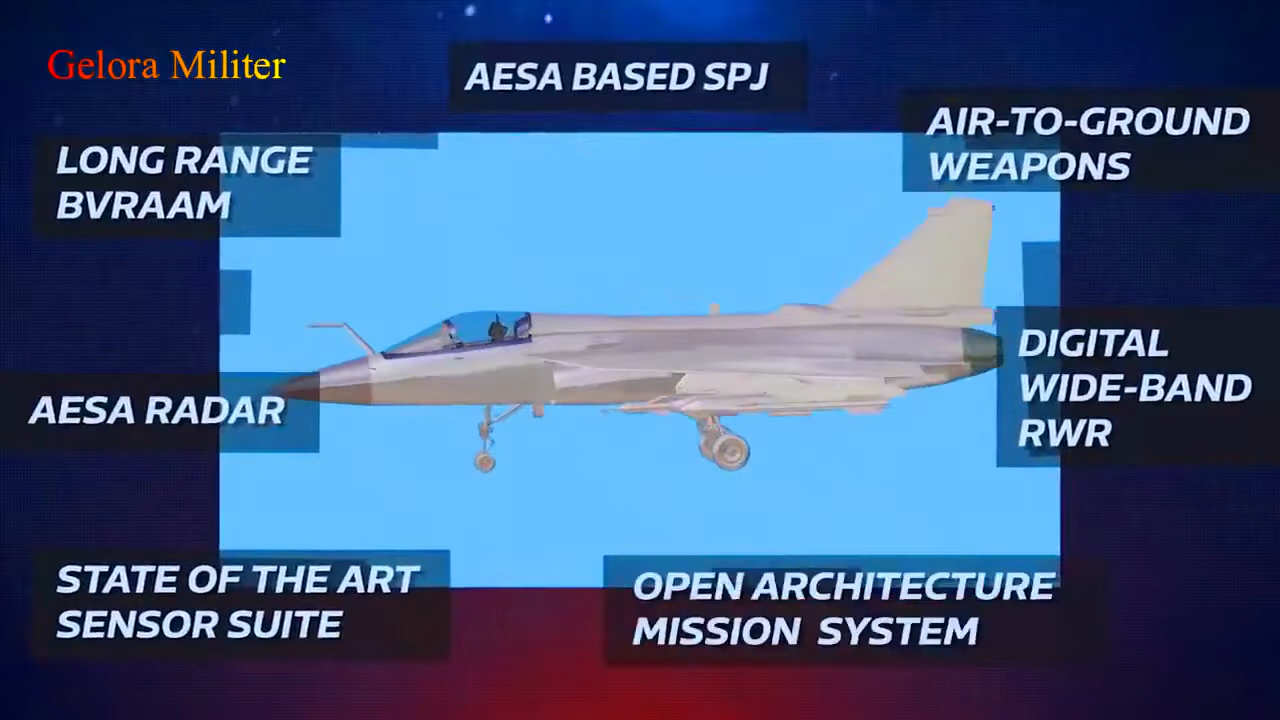 Gelora Militer
AESA BASED SPJ
LONG RANGE
BVRAAM
AIR-TO-GROUND
WEAPONS
AESA RADAR
DIGITAL
WIDE-BAND
RWR
STATE OF THE ART
SENSOR SUITE
OPEN ARCHITECTURE
MISSION SYSTEM